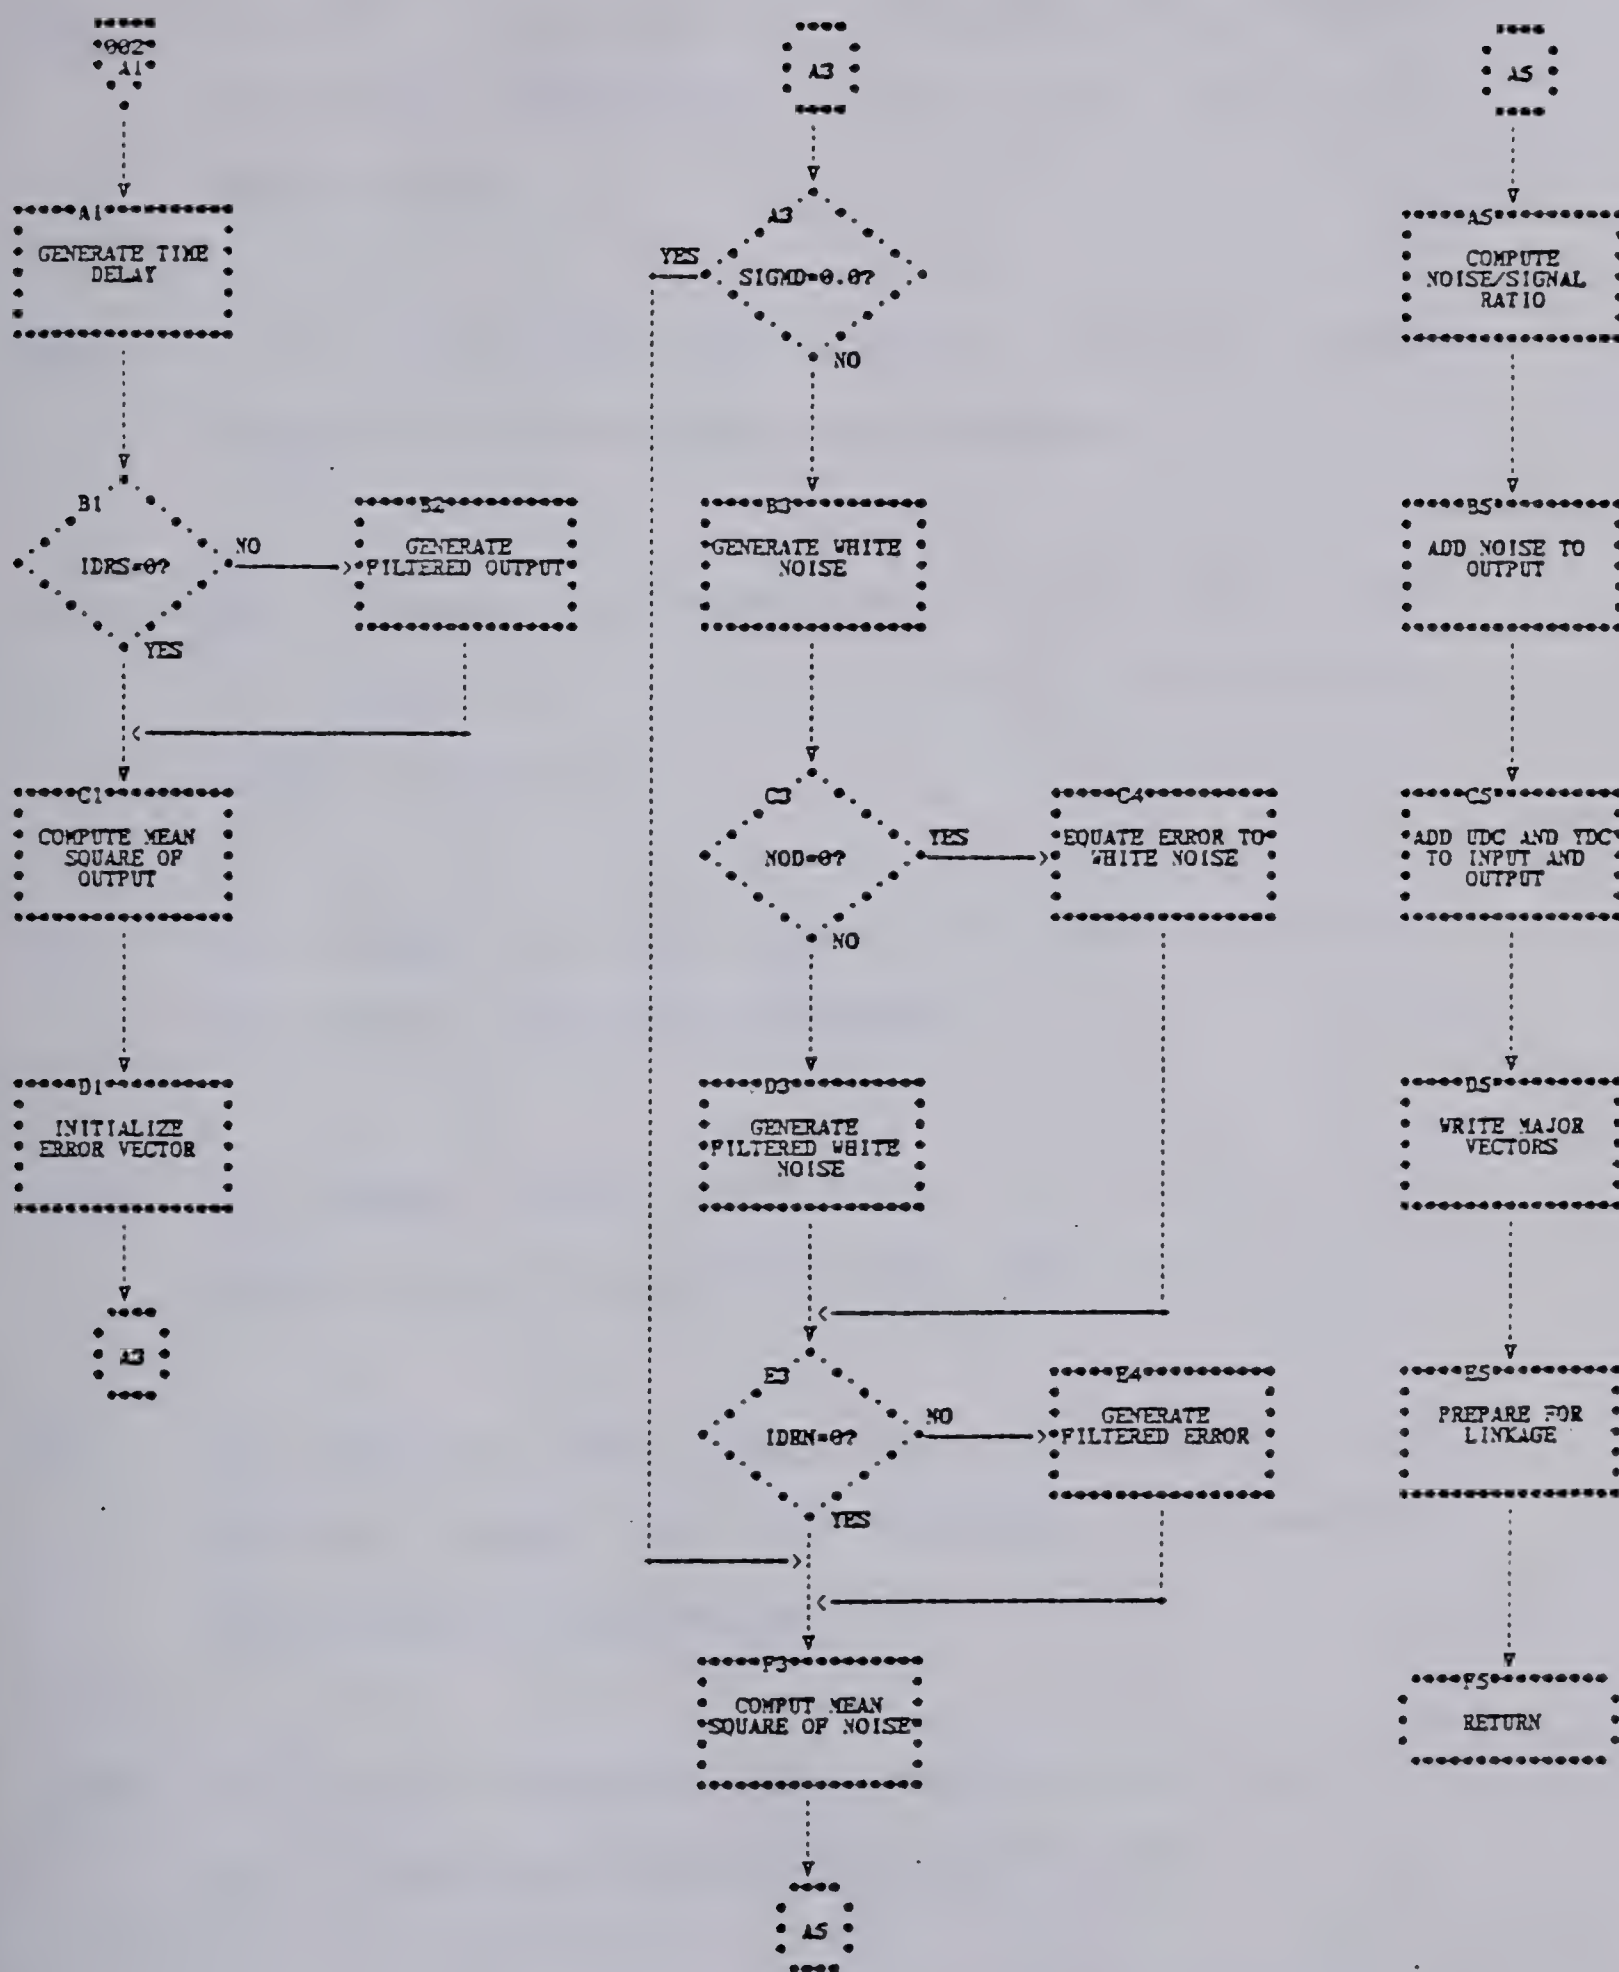 002
A1
A1
GENERATE TIME
DELAY
B1
IDRS=0?
NO
YES
B2
GENERATE
FILTERED OUTPUT
C1
COMPUTE MEAN
SQUARE OF
OUTPUT
D1
INITIALIZE
ERROR VECTOR
A3
A3
A3
SIGMD=0.0?
YES
NO
B3
GENERATE WHITE
NOISE
C3
NOD=0?
YES
NO
C4
EQUATE ERROR TO
WHITE NOISE
D3
GENERATE
FILTERED WHITE
NOISE
E3
IDRN=0?
NO
YES
E4
GENERATE
FILTERED ERROR
F3
COMPUT MEAN
SQUARE OF NOISE
A5
A5
A5
COMPUTE
NOISE/SIGNAL
RATIO
B5
ADD NOISE TO
OUTPUT
C5
ADD UDC AND YDC
TO INPUT AND
OUTPUT
D5
WRITE MAJOR
VECTORS
E5
PREPARE FOR
LINKAGE
F5
RETURN